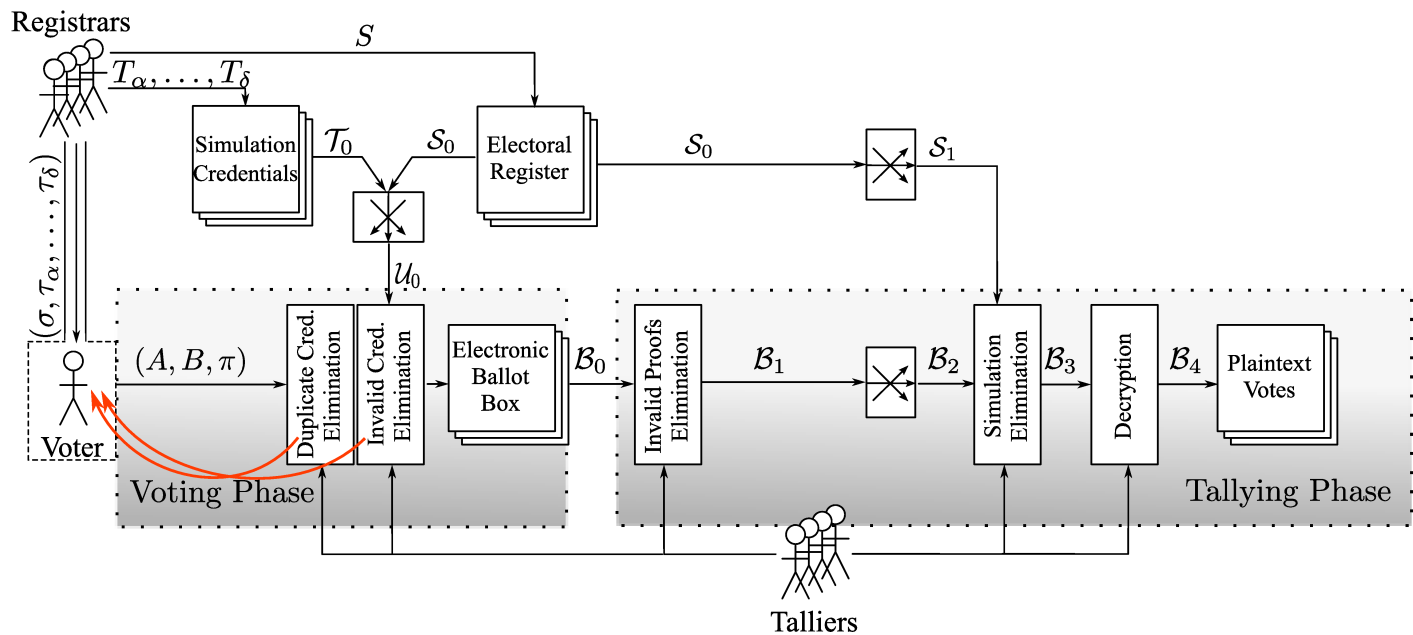 Registrars
S
T_α, . . . , T_δ
Simulation
Credentials
𝒯_0
𝒮_0
Electoral
Register
𝒮_0
𝒮_1
(σ, τ_α, . . . , τ_δ)
𝒰_0
Voter
(A, B, π)
Duplicate Cred.
Elimination
Invalid Cred.
Elimination
Electronic
Ballot
Box
ℬ_0
Invalid Proofs
Elimination
ℬ_1
ℬ_2
Simulation
Elimination
ℬ_3
Decryption
ℬ_4
Plaintext
Votes
Voting Phase
Tallying Phase
Talliers